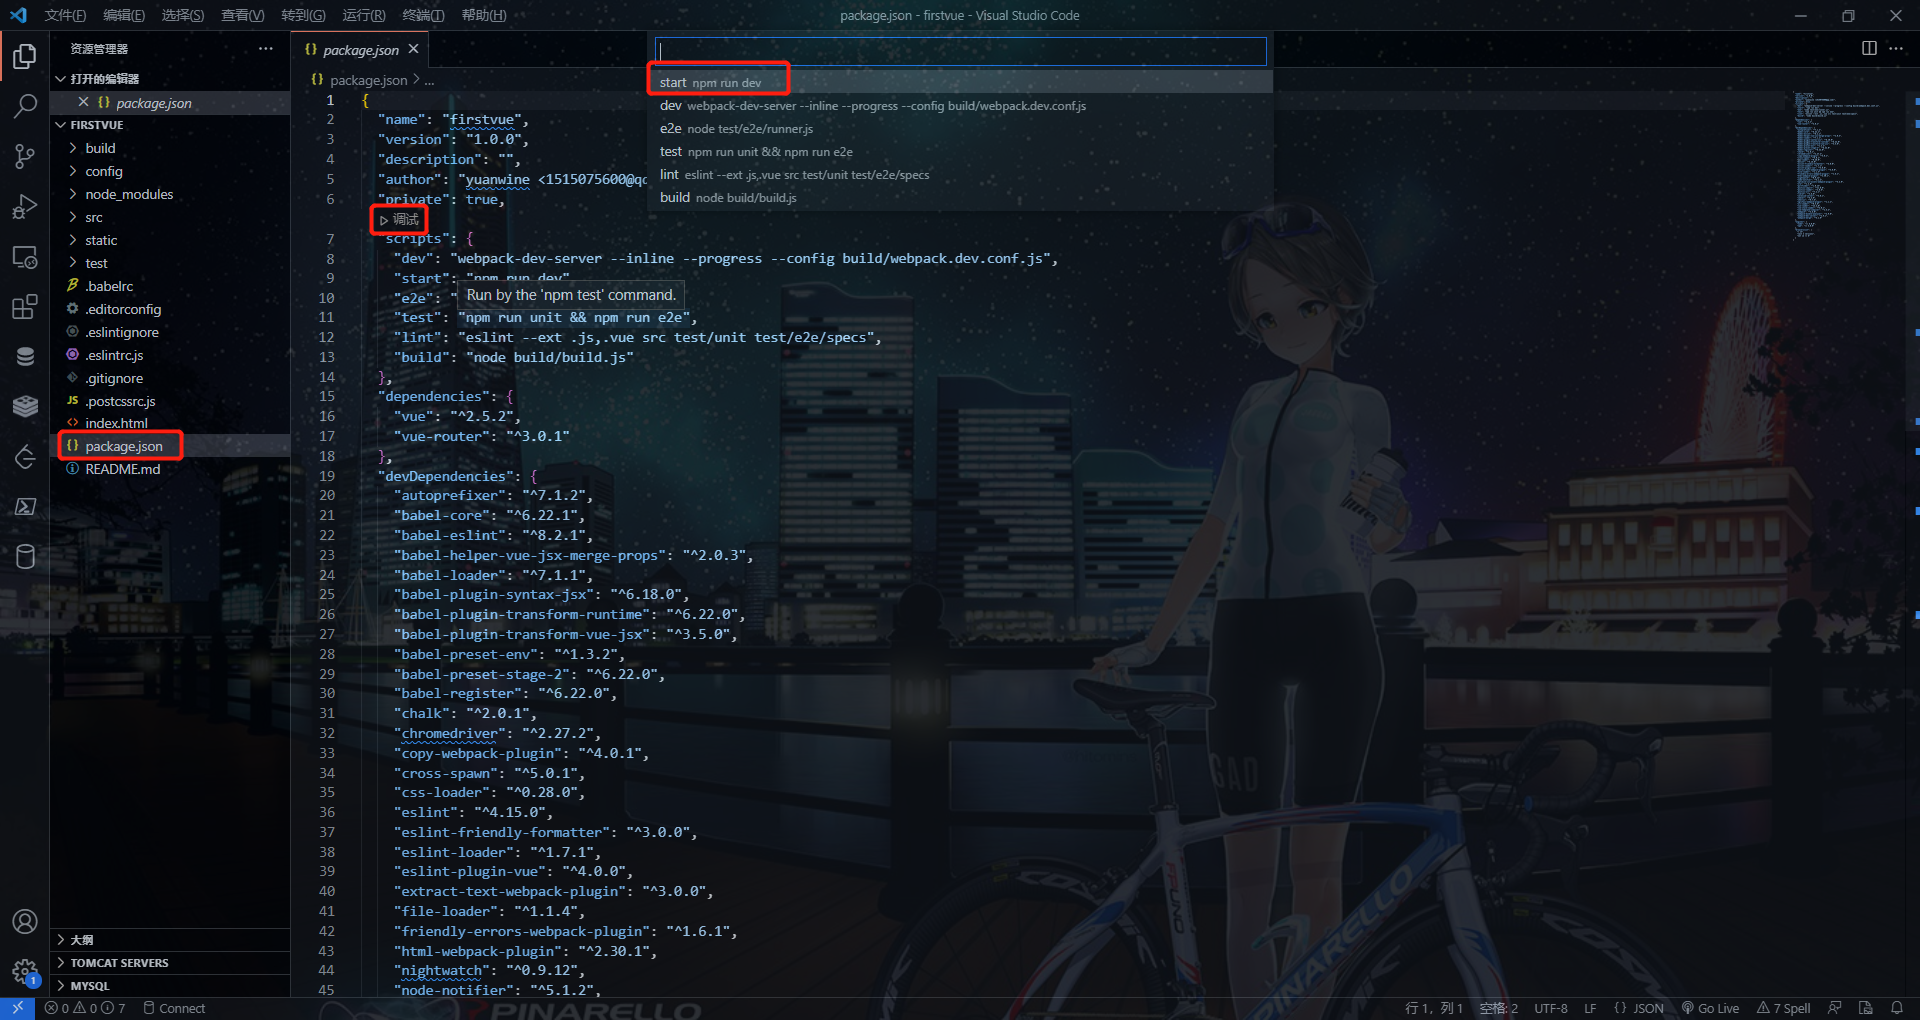 文件(F) 编辑(E) 选择(S) 查看(V) 转到(G) 运行(R) 终端(T) 帮助(H)
package.json - firstvue - Visual Studio Code
资源管理器
打开的编辑器
package.json
FIRSTVUE
build
config
node_modules
src
static
test
.babelrc
.editorconfig
.eslintignore
.eslintrc.js
.gitignore
.postcssrc.js
index.html
package.json
README.md
大纲
TOMCAT SERVERS
MYSQL
package.json
package.json > ...
start npm run dev
dev webpack-dev-server --inline --progress --config build/webpack.dev.conf.js
e2e node test/e2e/runner.js
test npm run unit && npm run e2e
lint eslint --ext .js,.vue src test/unit test/e2e/specs
build node build/build.js
1 {
2 "name": "firstvue",
3 "version": "1.0.0",
4 "description": "",
5 "author": "yuanwine <1515075600@qq
6 "private": true,
调试
7 "scripts": {
8 "dev": "webpack-dev-server --inline --progress --config build/webpack.dev.conf.js",
9 "start": "npm run dev"
10 "e2e": "
Run by the 'npm test' command.
11 "test": "npm run unit && npm run e2e",
12 "lint": "eslint --ext .js,.vue src test/unit test/e2e/specs",
13 "build": "node build/build.js"
14 },
15 "dependencies": {
16 "vue": "^2.5.2",
17 "vue-router": "^3.0.1"
18 },
19 "devDependencies": {
20 "autoprefixer": "^7.1.2",
21 "babel-core": "^6.22.1",
22 "babel-eslint": "^8.2.1",
23 "babel-helper-vue-jsx-merge-props": "^2.0.3",
24 "babel-loader": "^7.1.1",
25 "babel-plugin-syntax-jsx": "^6.18.0",
26 "babel-plugin-transform-runtime": "^6.22.0",
27 "babel-plugin-transform-vue-jsx": "^3.5.0",
28 "babel-preset-env": "^1.3.2",
29 "babel-preset-stage-2": "^6.22.0",
30 "babel-register": "^6.22.0",
31 "chalk": "^2.0.1",
32 "chromedriver": "^2.27.2",
33 "copy-webpack-plugin": "^4.0.1",
34 "cross-spawn": "^5.0.1",
35 "css-loader": "^0.28.0",
36 "eslint": "^4.15.0",
37 "eslint-friendly-formatter": "^3.0.0",
38 "eslint-loader": "^1.7.1",
39 "eslint-plugin-vue": "^4.0.0",
40 "extract-text-webpack-plugin": "^3.0.0",
41 "file-loader": "^1.1.4",
42 "friendly-errors-webpack-plugin": "^1.6.1",
43 "html-webpack-plugin": "^2.30.1",
44 "nightwatch": "^0.9.12",
45 "node-notifier": "^5.1.2",
PINARELLO
PINARELLO
1
0 0 7 Connect
行 1，列 1 空格: 2 UTF-8 LF {} JSON Go Live 7 Spell